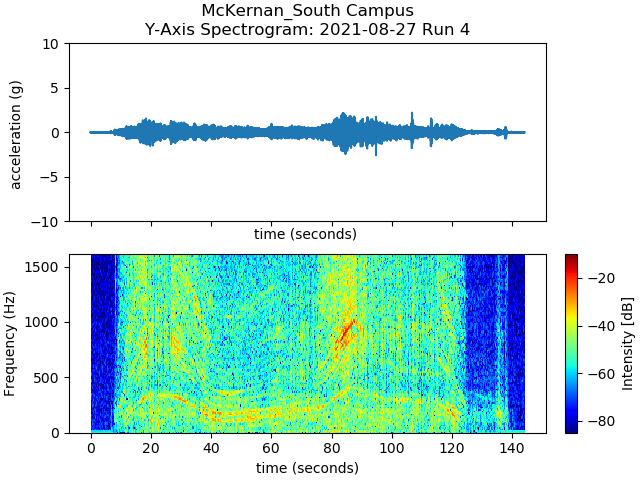 McKernan_South Campus
Y-Axis Spectrogram: 2021-08-27 Run 4
10
5
0
−5
−10
acceleration (g)
time (seconds)
1500
1000
500
0
Frequency (Hz)
0 20 40 60 80 100 120 140
time (seconds)
−20
−40
−60
−80
Intensity [dB]